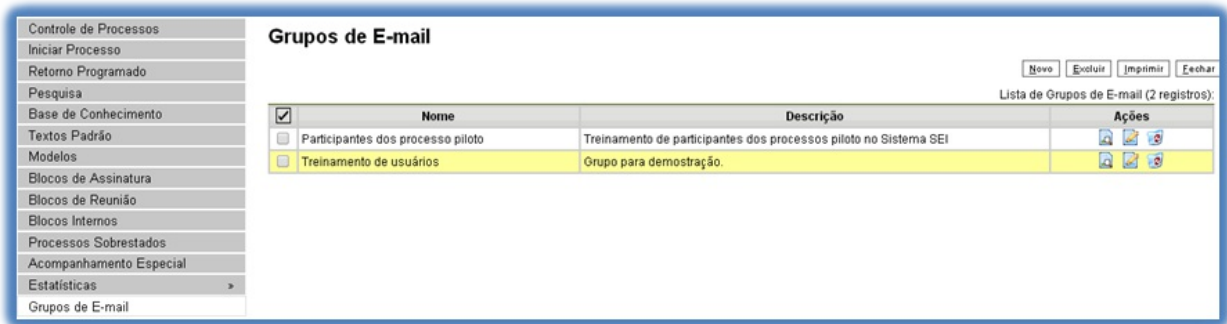 Controle de Processos
Iniciar Processo
Retorno Programado
Pesquisa
Base de Conhecimento
Textos Padrão
Modelos
Blocos de Assinatura
Blocos de Reunião
Blocos Internos
Processos Sobrestados
Acompanhamento Especial
Estatísticas »
Grupos de E-mail
Grupos de E-mail
Novo Excluir Imprimir Fechar
Lista de Grupos de E-mail (2 registros):
Nome Descrição Ações
Participantes dos processo piloto Treinamento de participantes dos processos piloto no Sistema SEI
Treinamento de usuários Grupo para demostração.